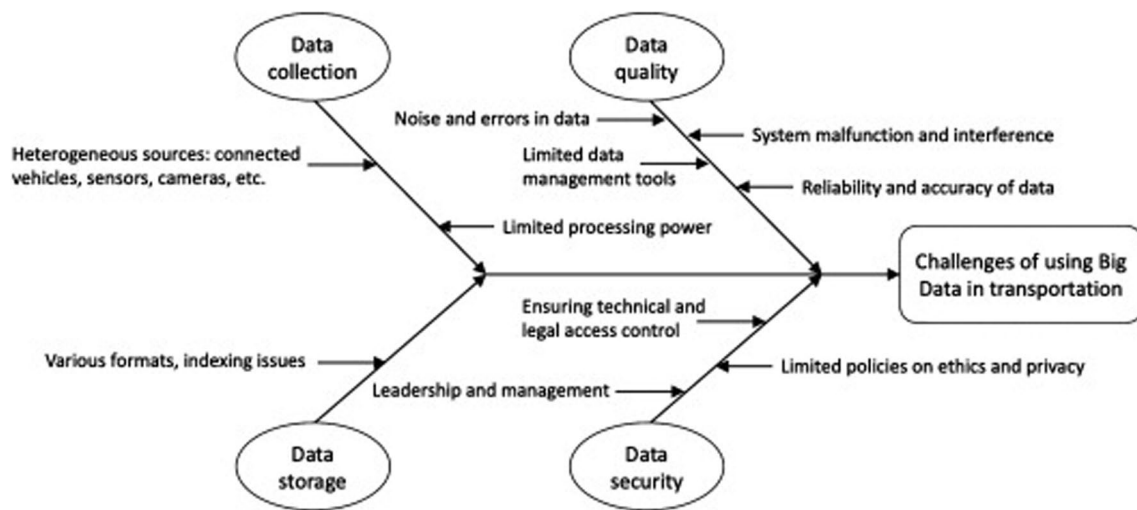 Data
collection
Data
quality
Noise and errors in data
System malfunction and interference
Heterogeneous sources: connected
vehicles, sensors, cameras, etc.
Limited data
management tools
Reliability and accuracy of data
Limited processing power
Challenges of using Big
Data in transportation
Ensuring technical and
legal access control
Various formats, indexing issues
Limited policies on ethics and privacy
Leadership and management
Data
storage
Data
security